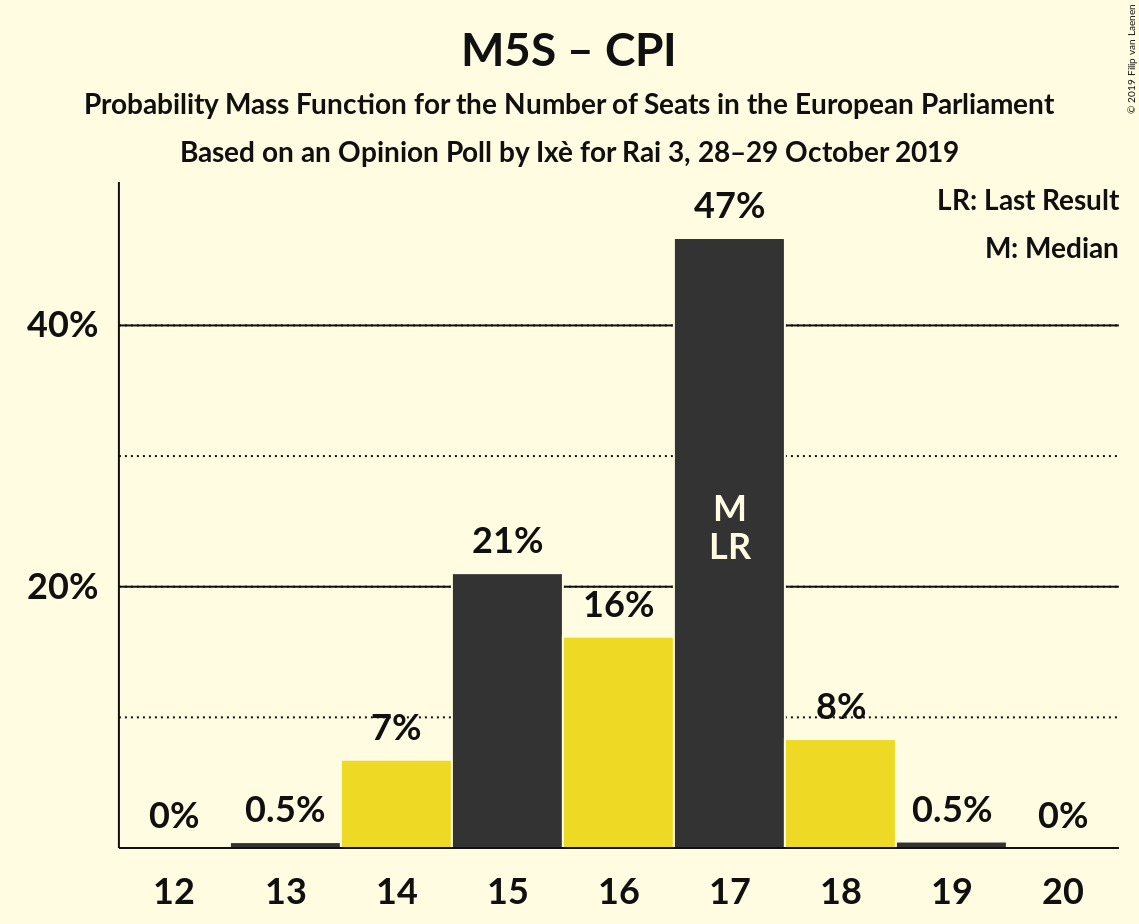 M5S – CPI
Probability Mass Function for the Number of Seats in the European Parliament
Based on an Opinion Poll by Ixè for Rai 3, 28–29 October 2019
© 2019 Filip van Laenen
LR: Last Result
M: Median
40%
20%
0%
0.5%
7%
21%
16%
47%
M
LR
8%
0.5%
0%
12 13 14 15 16 17 18 19 20